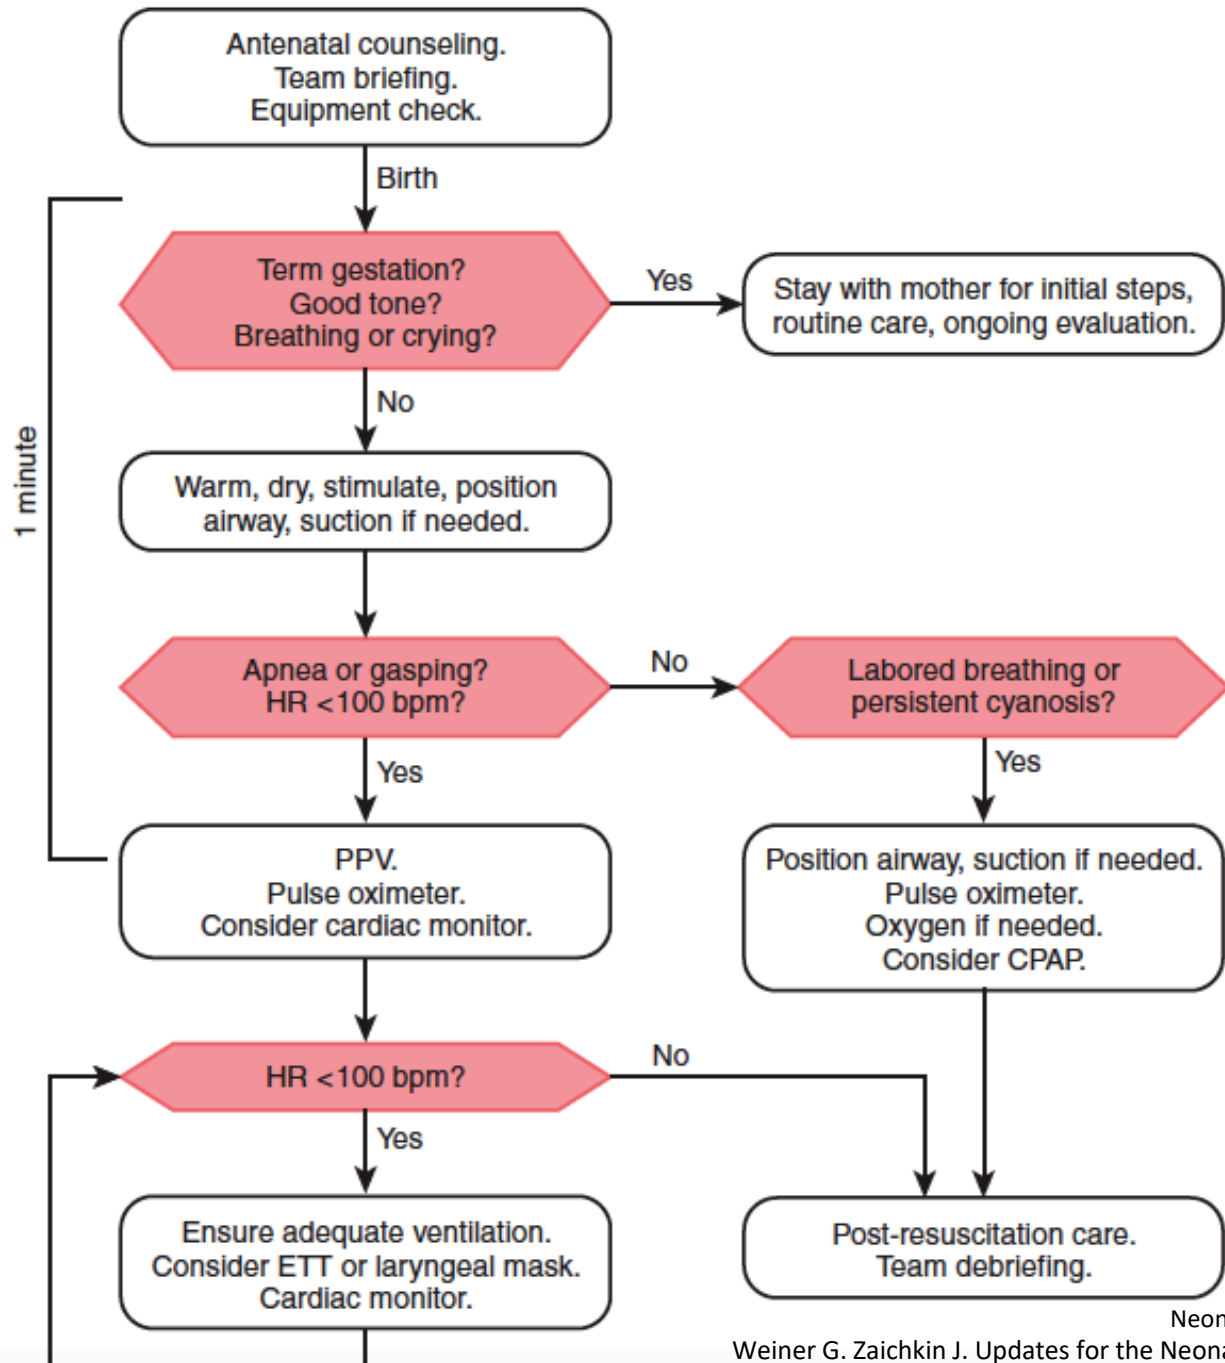 Antenatal counseling.
Team briefing.
Equipment check.
Birth
Term gestation?
Good tone?
Breathing or crying?
Yes
Stay with mother for initial steps,
routine care, ongoing evaluation.
No
1 minute
Warm, dry, stimulate, position
airway, suction if needed.
Apnea or gasping?
HR <100 bpm?
No
Labored breathing or
persistent cyanosis?
Yes
Yes
PPV.
Pulse oximeter.
Consider cardiac monitor.
Position airway, suction if needed.
Pulse oximeter.
Oxygen if needed.
Consider CPAP.
HR <100 bpm?
No
Yes
Ensure adequate ventilation.
Consider ETT or laryngeal mask.
Cardiac monitor.
Post-resuscitation care.
Team debriefing.
Neon
Weiner G. Zaichkin J. Updates for the Neona